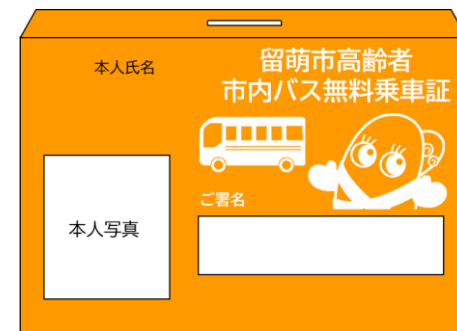 本人氏名
留萌市高齢者
市内バス無料乗車証
ご署名
本人写真